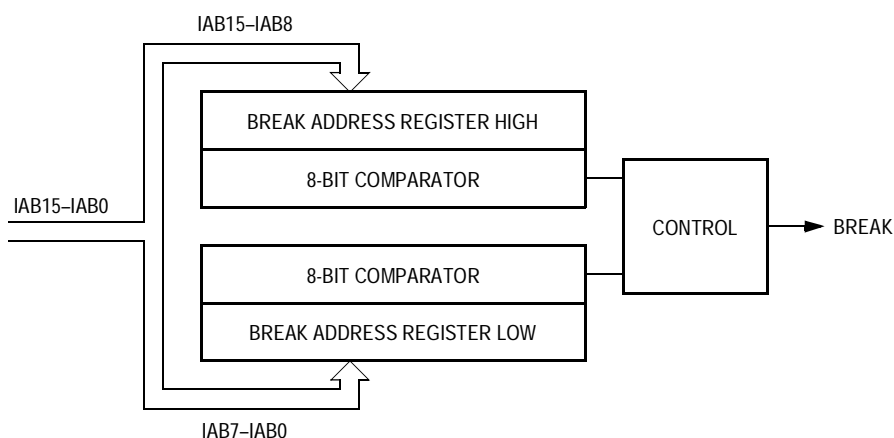 IAB15–IAB8
BREAK ADDRESS REGISTER HIGH
8-BIT COMPARATOR
IAB15–IAB0
CONTROL
BREAK
8-BIT COMPARATOR
BREAK ADDRESS REGISTER LOW
IAB7–IAB0